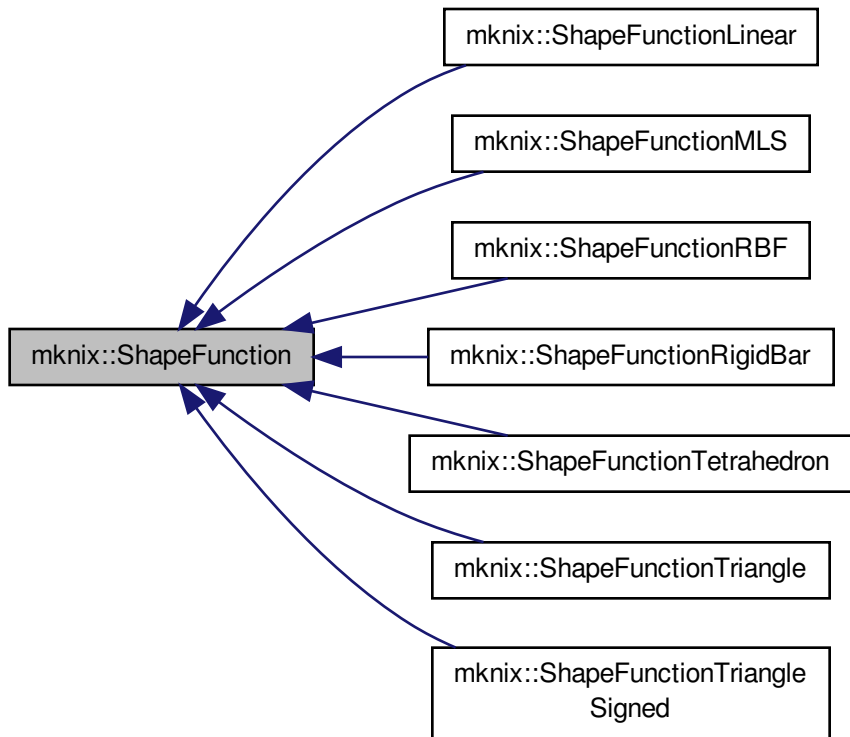 mknix::ShapeFunctionLinear
mknix::ShapeFunctionMLS
mknix::ShapeFunctionRBF
mknix::ShapeFunction
mknix::ShapeFunctionRigidBar
mknix::ShapeFunctionTetrahedron
mknix::ShapeFunctionTriangle
mknix::ShapeFunctionTriangle
Signed